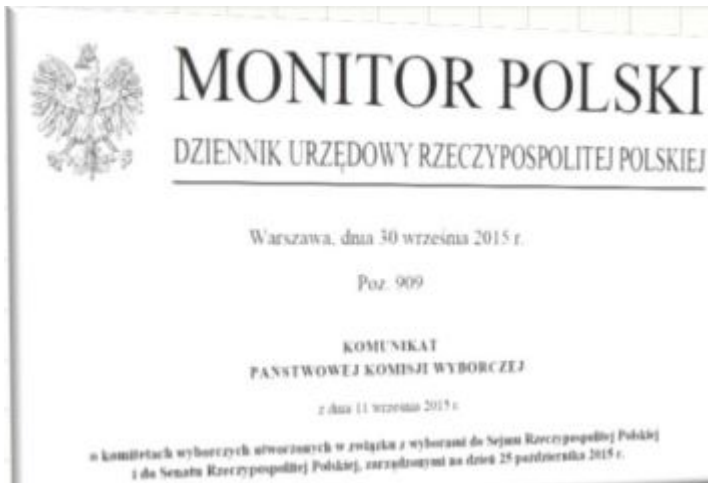 MONITOR POLSKI
DZIENNIK URZĘDOWY RZECZYPOSPOLITEJ POLSKIEJ
Warszawa, dnia 30 września 2015 r.
Poz. 909
KOMUNIKAT
PAŃSTWOWEJ KOMISJI WYBORCZEJ
z dnia 11 września 2015 r.
o komitetach wyborczych utworzonych w związku z wyborami do Sejmu Rzeczypospolitej Polskiej
i do Senatu Rzeczypospolitej Polskiej, zarządzonymi na dzień 25 października 2015 r.